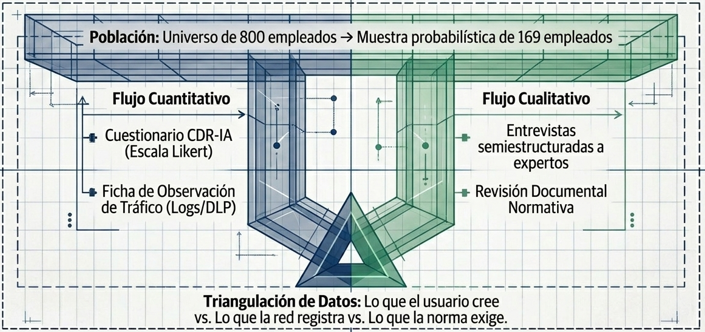 Población: Universo de 800 empleados → Muestra probabilística de 169 empleados
Flujo Cuantitativo
Cuestionario CDR-IA
(Escala Likert)
Ficha de Observación
de Tráfico (Logs/DLP)
Flujo Cualitativo
Entrevistas
semiestructuradas a
expertos
Revisión Documental
Normativa
Triangulación de Datos: Lo que el usuario cree
vs. Lo que la red registra vs. Lo que la norma exige.